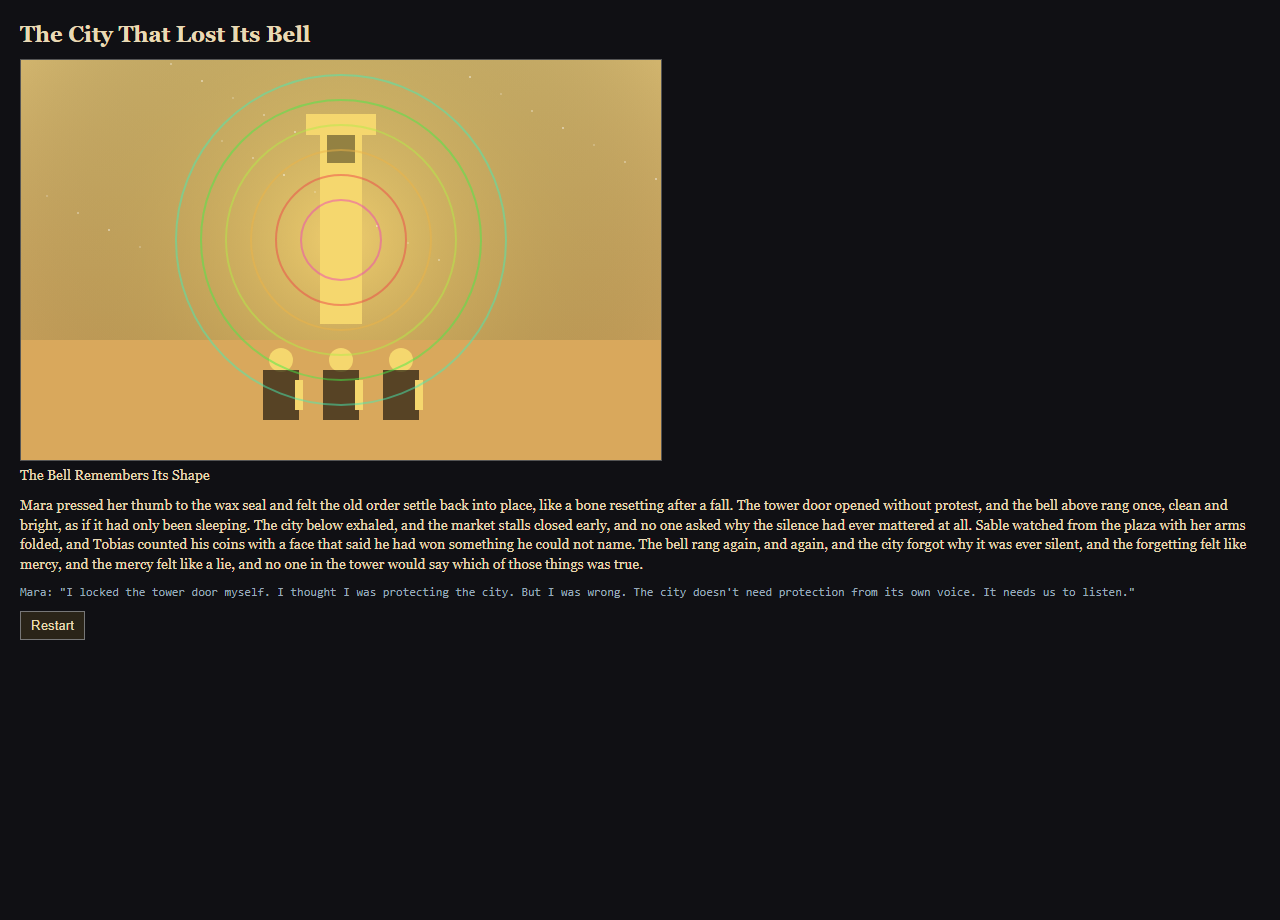 The City That Lost Its Bell
The Bell Remembers Its Shape
Mara pressed her thumb to the wax seal and felt the old order settle back into place, like a bone resetting after a fall. The tower door opened without protest, and the bell above rang once, clean and
bright, as if it had only been sleeping. The city below exhaled, and the market stalls closed early, and no one asked why the silence had ever mattered at all. Sable watched from the plaza with her arms
folded, and Tobias counted his coins with a face that said he had won something he could not name. The bell rang again, and again, and the city forgot why it was ever silent, and the forgetting felt like
mercy, and the mercy felt like a lie, and no one in the tower would say which of those things was true.
Mara: "I locked the tower door myself. I thought I was protecting the city. But I was wrong. The city doesn't need protection from its own voice. It needs us to listen."
Restart